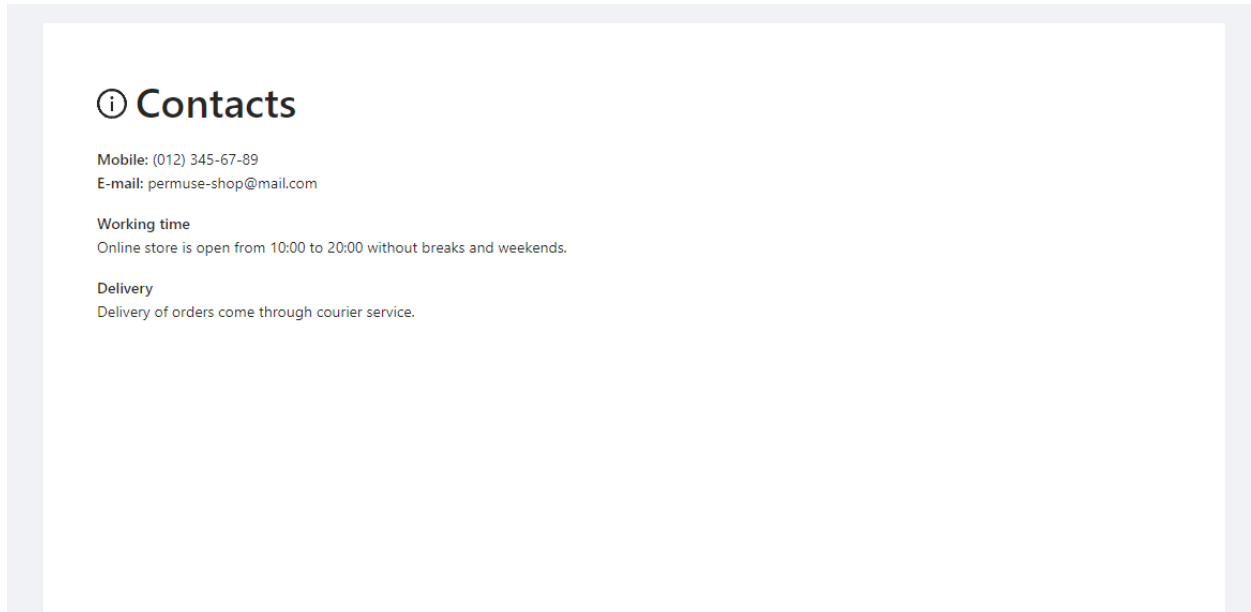 Contacts
Mobile: (012) 345-67-89
E-mail: permuse-shop@mail.com
Working time
Online store is open from 10:00 to 20:00 without breaks and weekends.
Delivery
Delivery of orders come through courier service.